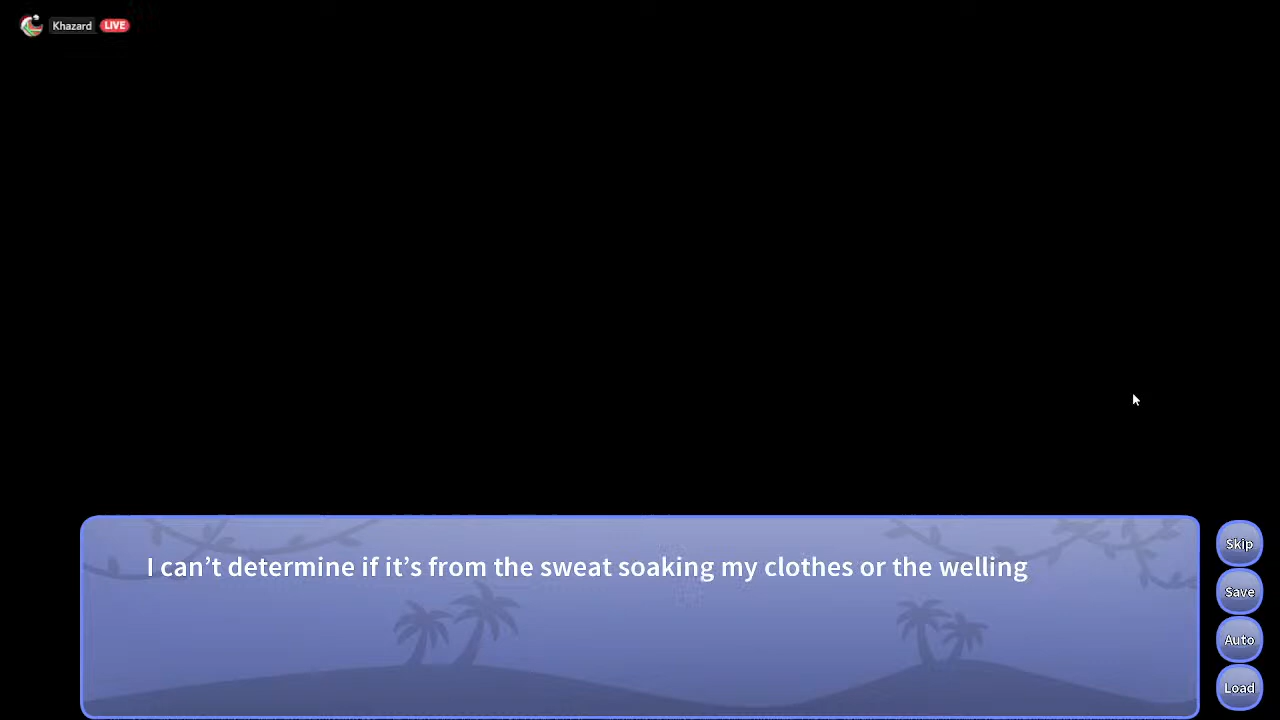 Khazard LIVE
I can’t determine if it’s from the sweat soaking my clothes or the welling
Skip
Save
Auto
Load